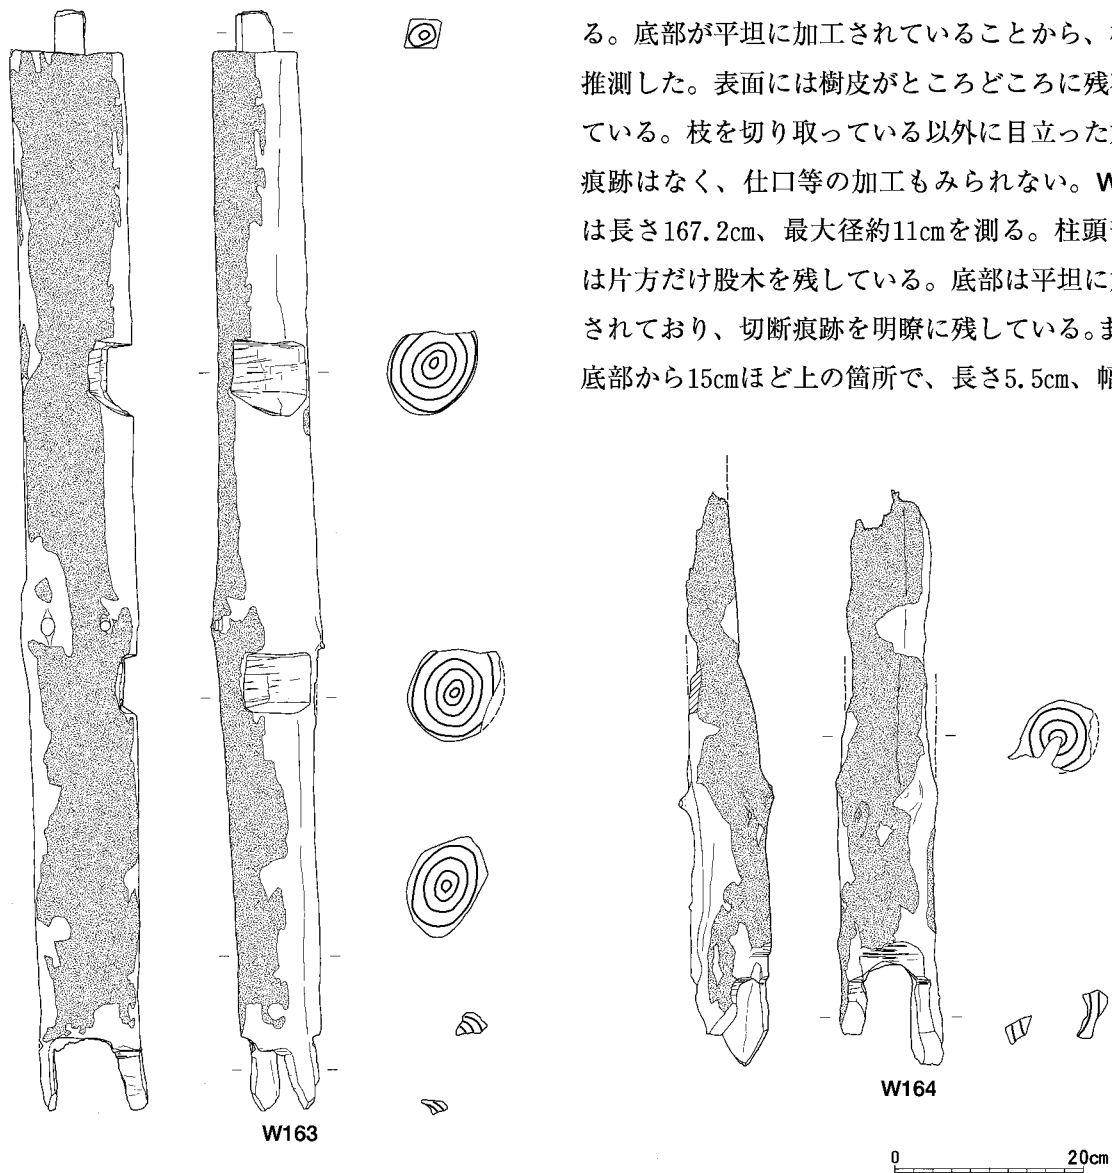 る。底部が平坦に加工されていることから、
推測した。表面には樹皮がところどころに残
ている。枝を切り取っている以外に目立った
痕跡はなく、仕口等の加工もみられない。W
は長さ167.2cm、最大径約11cmを測る。柱頭
は片方だけ股木を残している。底部は平坦に
されており、切断痕跡を明瞭に残している。ま
底部から15cmほど上の箇所で、長さ5.5cm、幅
W163
W164
0 20cm